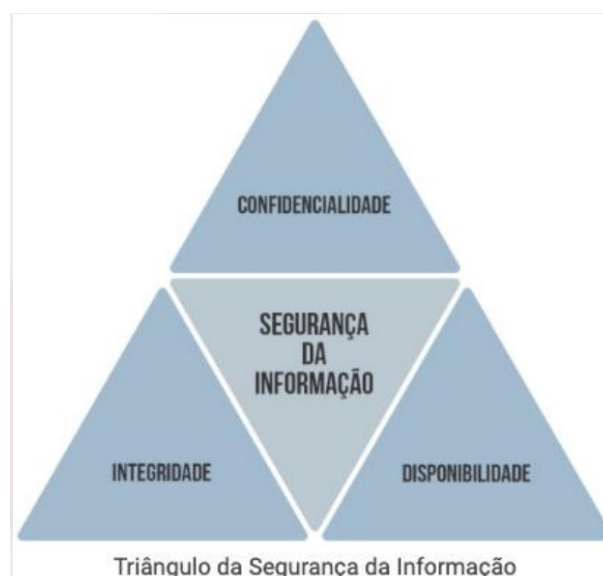 CONFIDENCIALIDADE
SEGURANÇA
DA
INFORMAÇÃO
INTEGRIDADE
DISPONIBILIDADE
Triângulo da Segurança da Informação